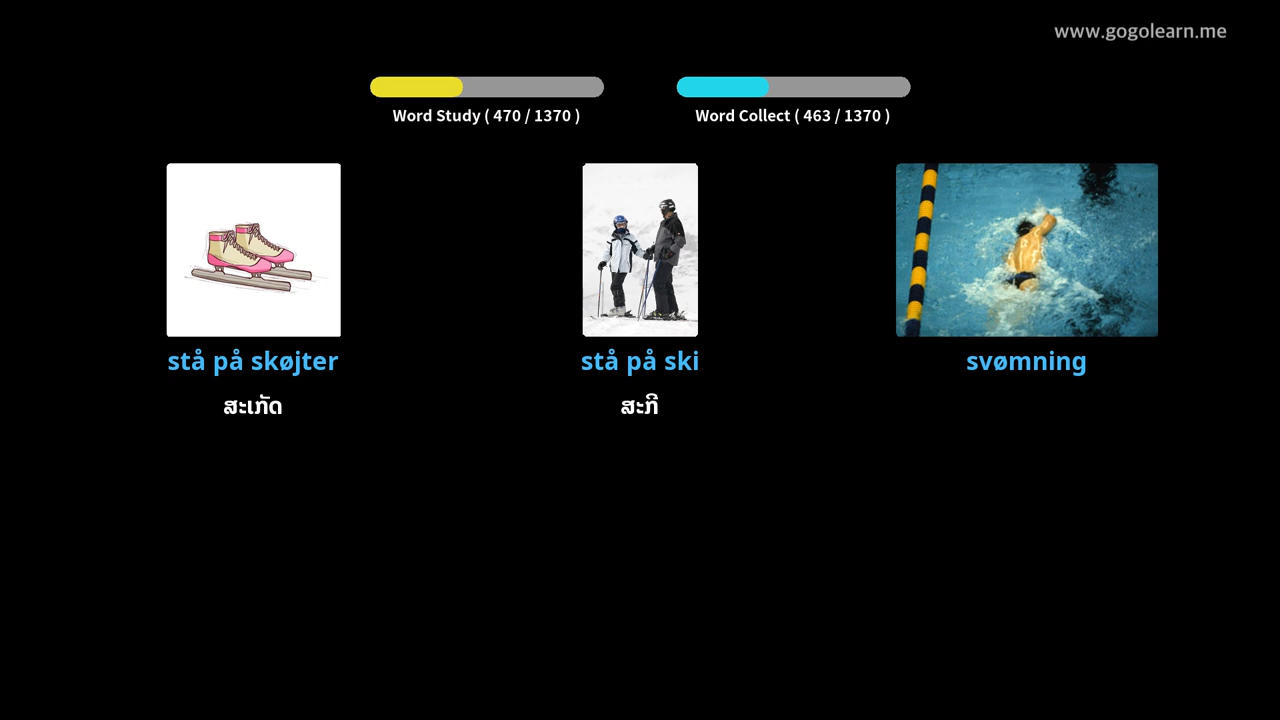 www.gogolearn.me
Word Study ( 470 / 1370 )
Word Collect ( 463 / 1370 )
stå på skøjter
stå på ski
svømning
ສະເກັດ
ສະກີ